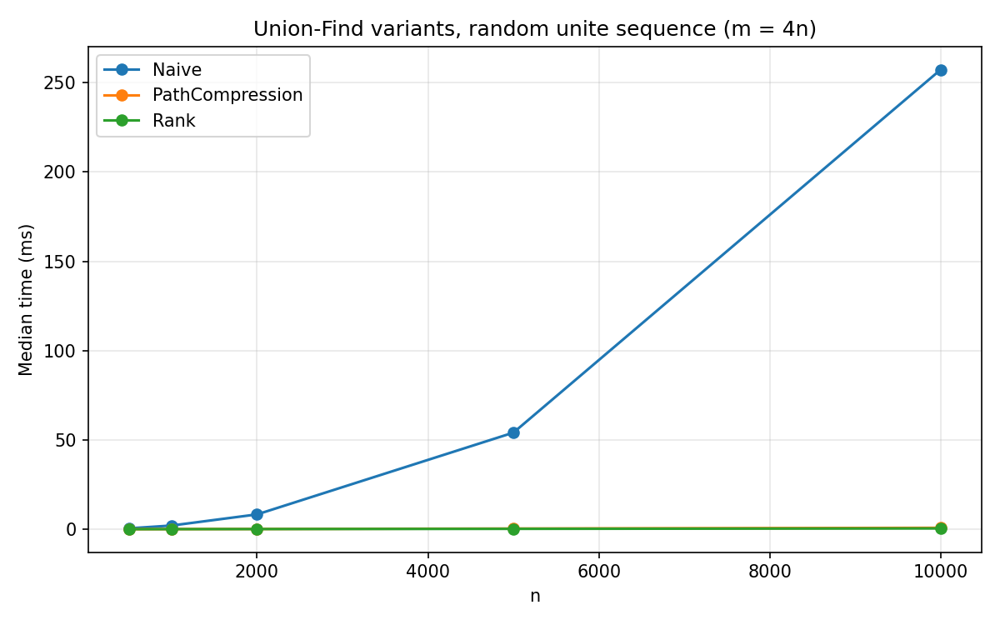 Union-Find variants, random unite sequence (m = 4n)
Naive
PathCompression
Rank
Median time (ms)
250
200
150
100
50
0
2000
4000
6000
8000
10000
n